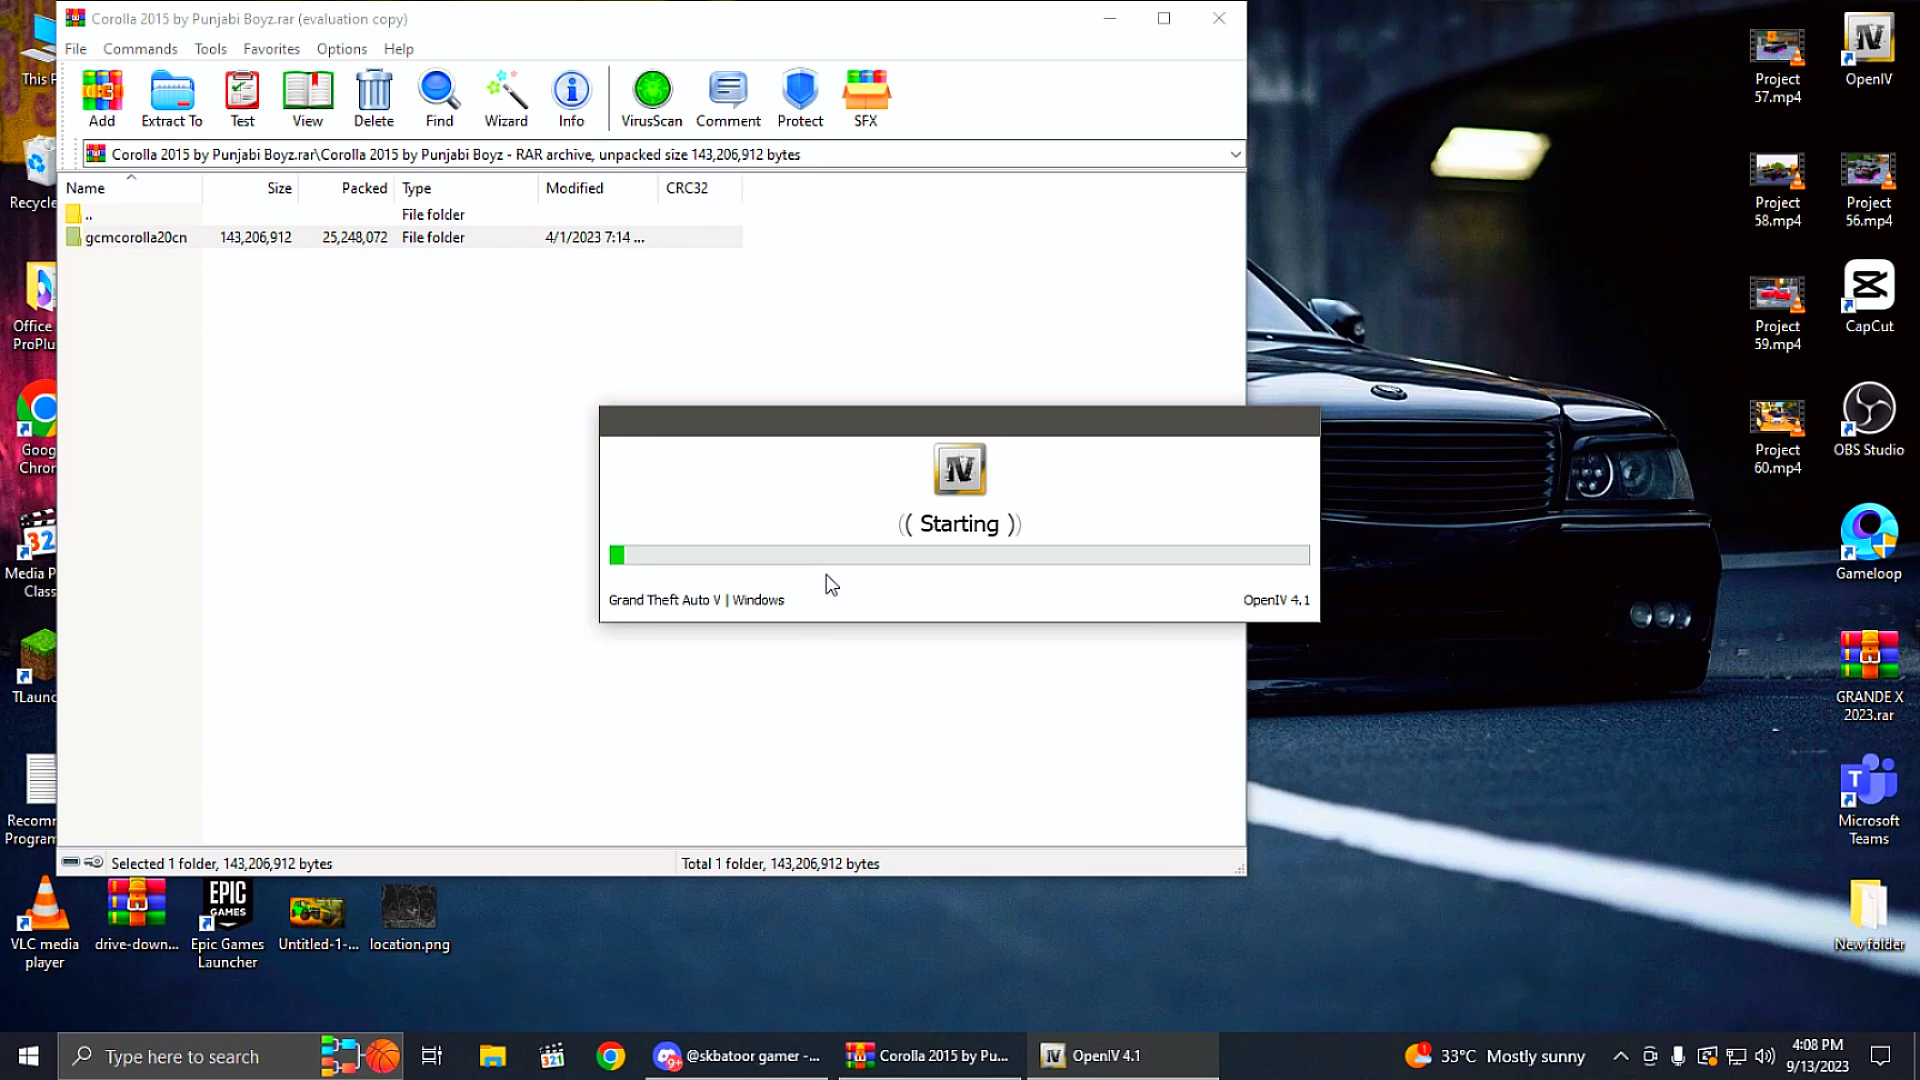 Corolla 2015 by Punjabi Boyz.rar (evaluation copy)
File Commands Tools Favorites Options Help
Add Extract To Test View Delete Find Wizard Info VirusScan Comment Protect SFX
Corolla 2015 by Punjabi Boyz.rar\Corolla 2015 by Punjabi Boyz - RAR archive, unpacked size 143,206,912 bytes
Name Size Packed Type Modified CRC32
.. File folder
gcmcorolla20cn 143,206,912 25,248,072 File folder 4/1/2023 7:14 ...
IV
(( Starting ))
Grand Theft Auto V | Windows OpenIV 4.1
Selected 1 folder, 143,206,912 bytes Total 1 folder, 143,206,912 bytes
This P
Recycle
Office
ProPlu
Goog
Chron
Media P
Class
TLaunc
Recomm
Program
VLC media
player
drive-down...
EPIC
GAMES
Epic Games
Launcher
Untitled-1-...
location.png
Project
57.mp4
OpenIV
Project
58.mp4
Project
56.mp4
Project
59.mp4
CapCut
Project
60.mp4
OBS Studio
Gameloop
GRANDE X
2023.rar
Microsoft
Teams
New folder
Type here to search
321
@skbatoor gamer -...
Corolla 2015 by Pu...
OpenIV 4.1
33°C Mostly sunny
4:08 PM
9/13/2023